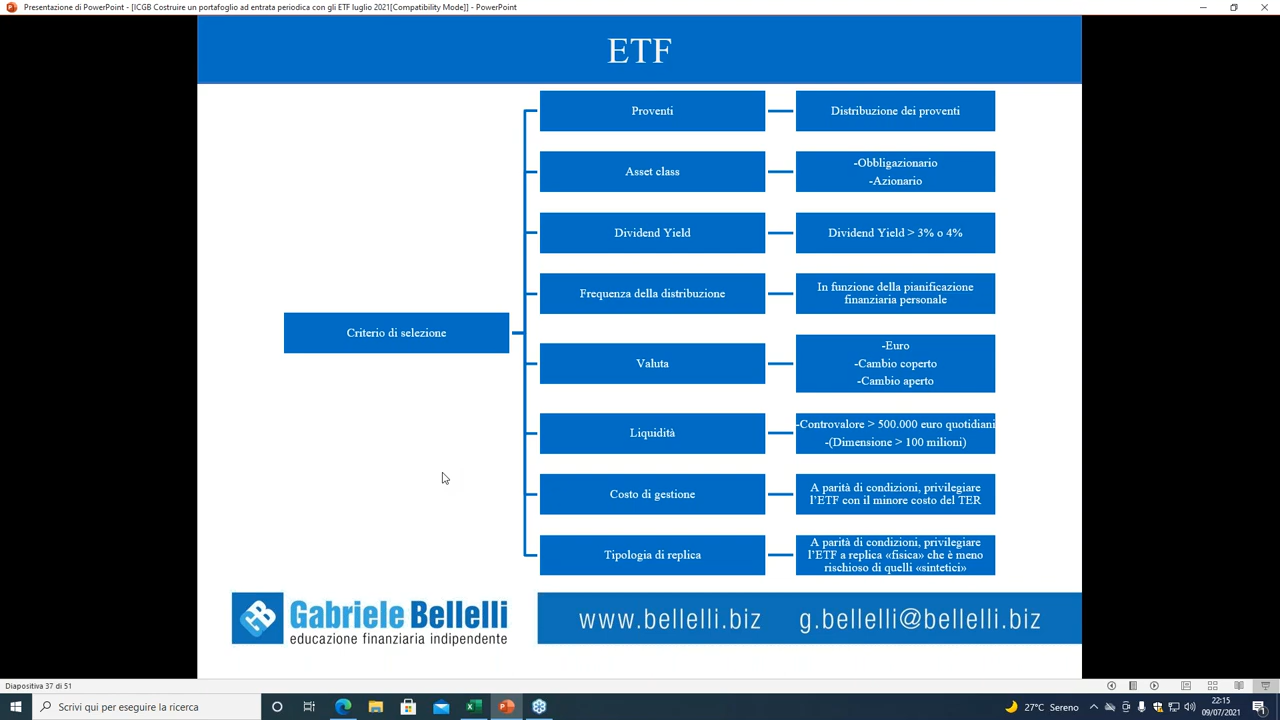 Presentazione di PowerPoint - [ICGB Costruire un portafoglio ad entrata periodica con gli ETF luglio 2021[Compatibility Mode]] - PowerPoint
ETF
Criterio di selezione
Proventi
Distribuzione dei proventi
Asset class
-Obbligazionario
-Azionario
Dividend Yield
Dividend Yield > 3% o 4%
Frequenza della distribuzione
In funzione della pianificazione
finanziaria personale
Valuta
-Euro
-Cambio coperto
-Cambio aperto
Liquidità
-Controvalore > 500.000 euro quotidiani
-(Dimensione > 100 milioni)
Costo di gestione
A parità di condizioni, privilegiare
l’ETF con il minore costo del TER
Tipologia di replica
A parità di condizioni, privilegiare
l’ETF a replica «fisica» che è meno
rischioso di quelli «sintetici»
Gabriele Bellelli
educazione finanziaria indipendente
www.bellelli.biz g.bellelli@bellelli.biz
Diapositiva 37 di 51
Scrivi qui per eseguire la ricerca
27°C Sereno
22:15
09/07/2021